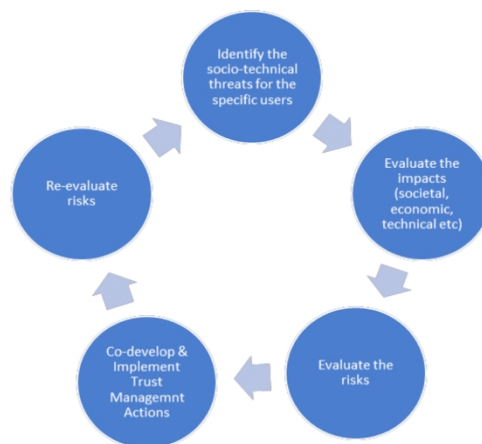 Identify the
socio-technical
threats for the
specific users
Evaluate the
impacts
(societal,
economic,
technical etc)
Evaluate the
risks
Co-develop &
Implement
Trust
Managemnt
Actions
Re-evaluate
risks